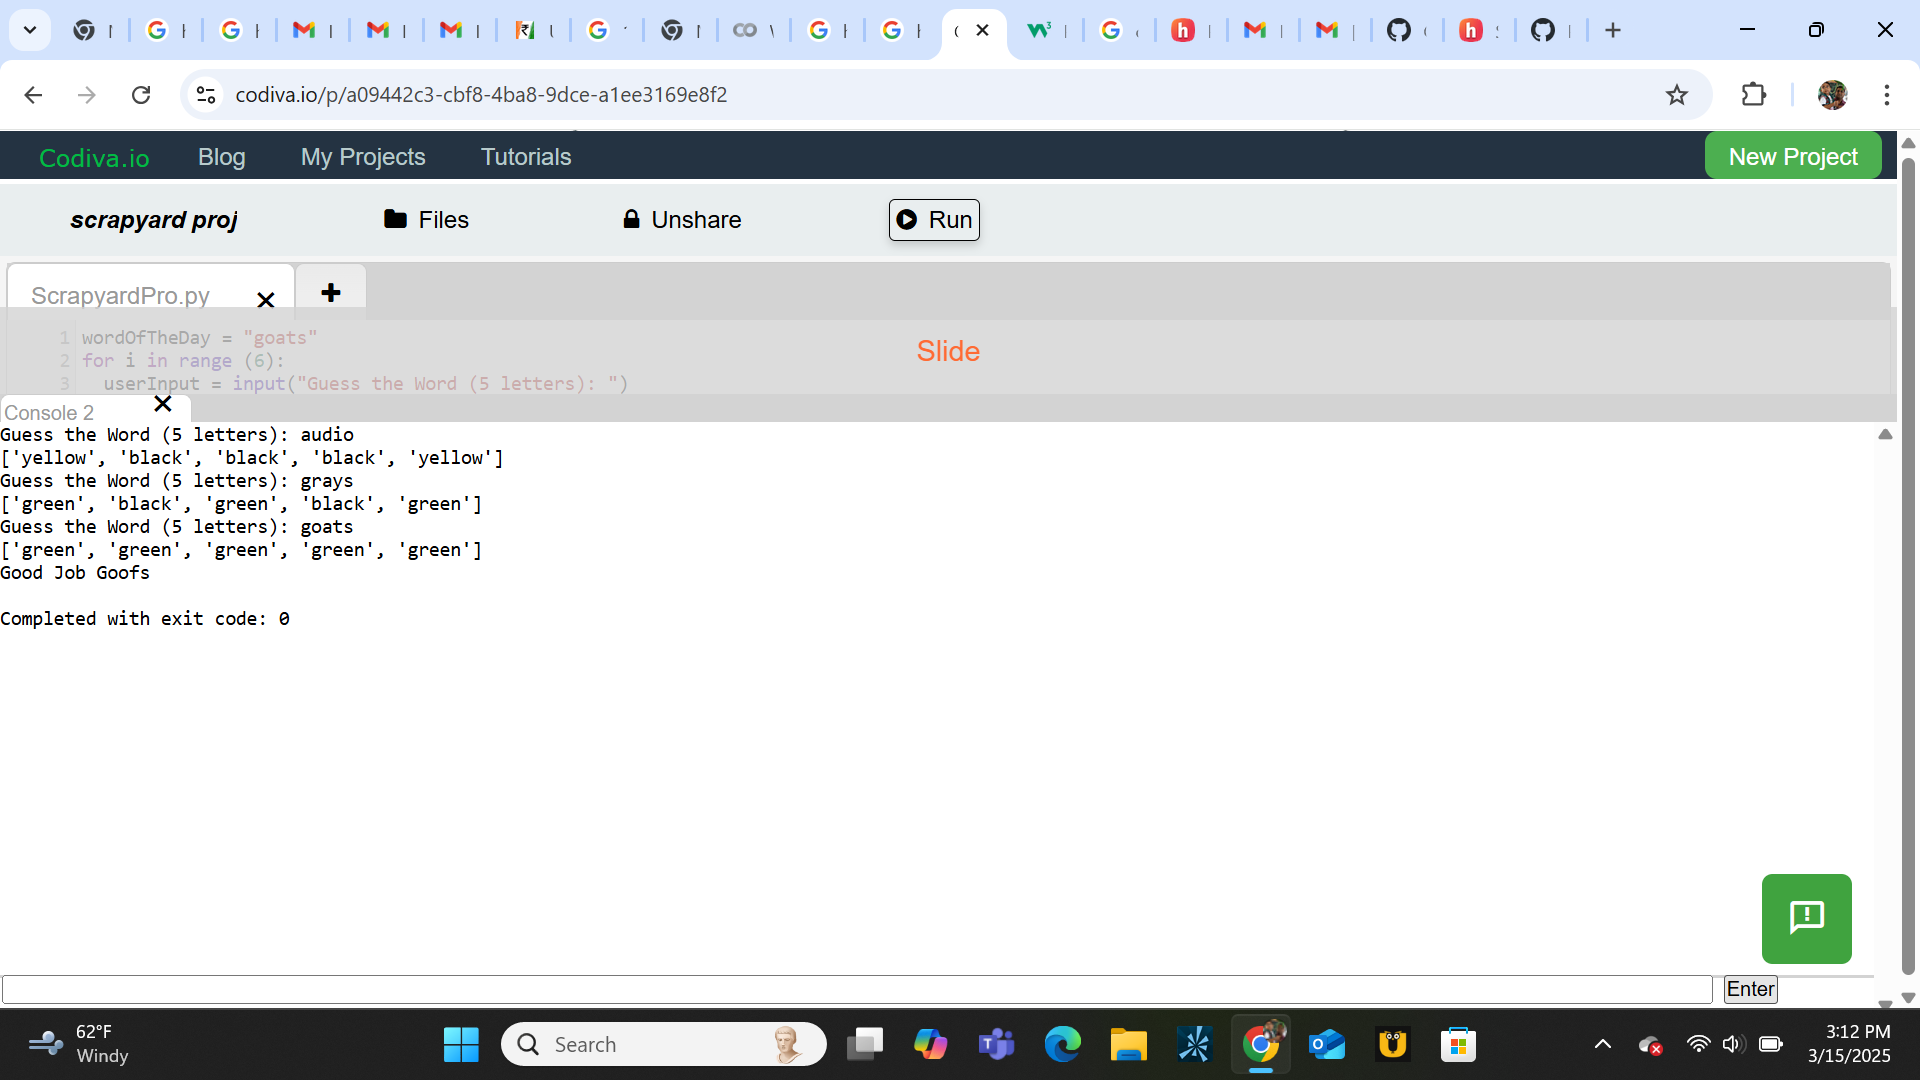 codiva.io/p/a09442c3-cbf8-4ba8-9dce-a1ee3169e8f2
Codiva.io Blog My Projects Tutorials New Project
scrapyard proj Files Unshare Run
ScrapyardPro.py
1 wordOfTheDay = "goats"
2 for i in range (6):
3 userInput = input("Guess the Word (5 letters): ")
Slide
Console 2
Guess the Word (5 letters): audio
['yellow', 'black', 'black', 'black', 'yellow']
Guess the Word (5 letters): grays
['green', 'black', 'green', 'black', 'green']
Guess the Word (5 letters): goats
['green', 'green', 'green', 'green', 'green']
Good Job Goofs
Completed with exit code: 0
Enter
62°F
Windy
Search
3:12 PM
3/15/2025